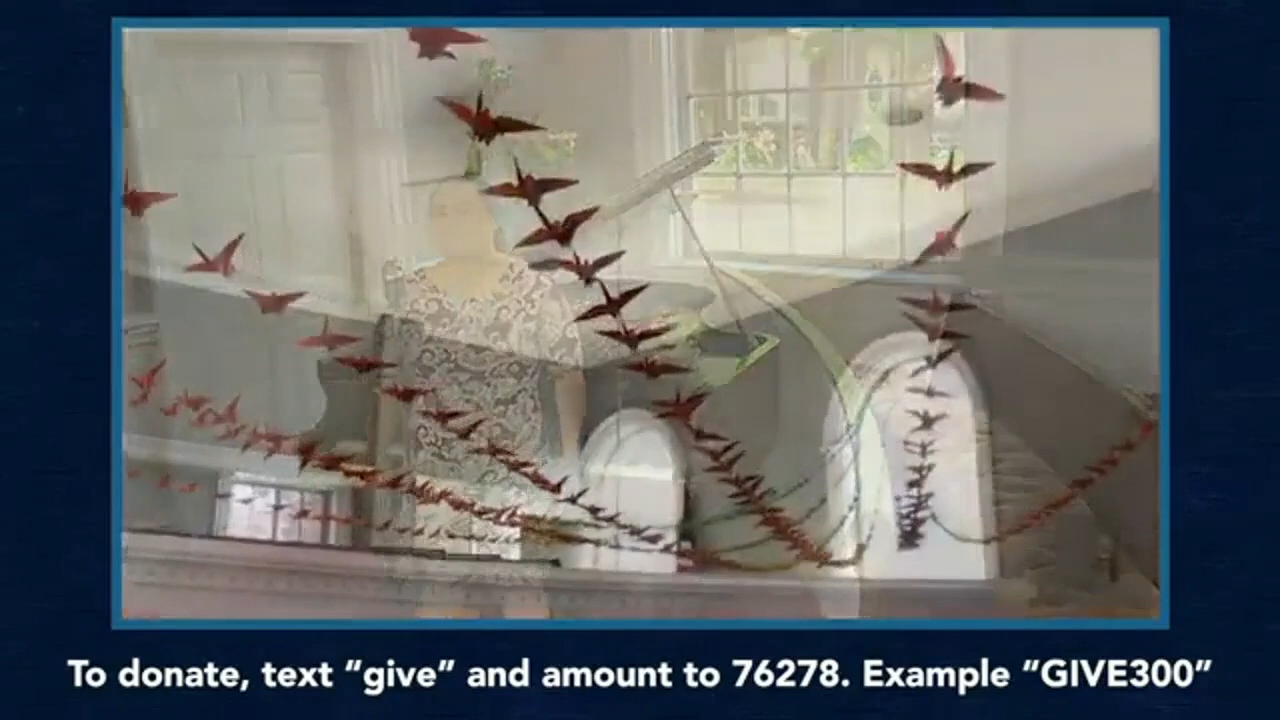 To donate, text “give” and amount to 76278. Example “GIVE300”